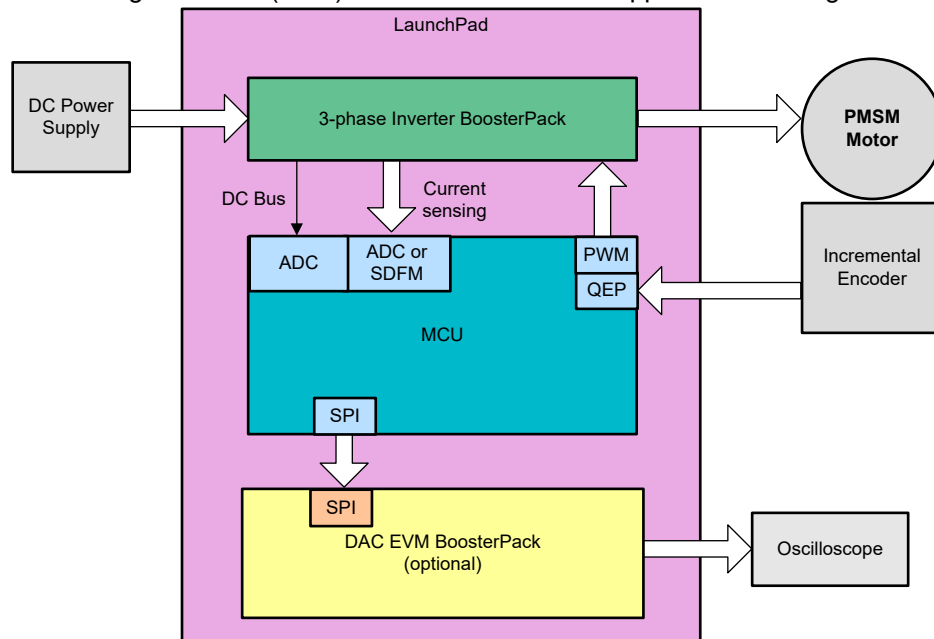 LaunchPad
DC Power
Supply
3-phase Inverter BoosterPack
PMSM
Motor
DC Bus
Current
sensing
ADC
ADC or
SDFM
PWM
QEP
Incremental
Encoder
MCU
SPI
SPI
DAC EVM BoosterPack
(optional)
Oscilloscope